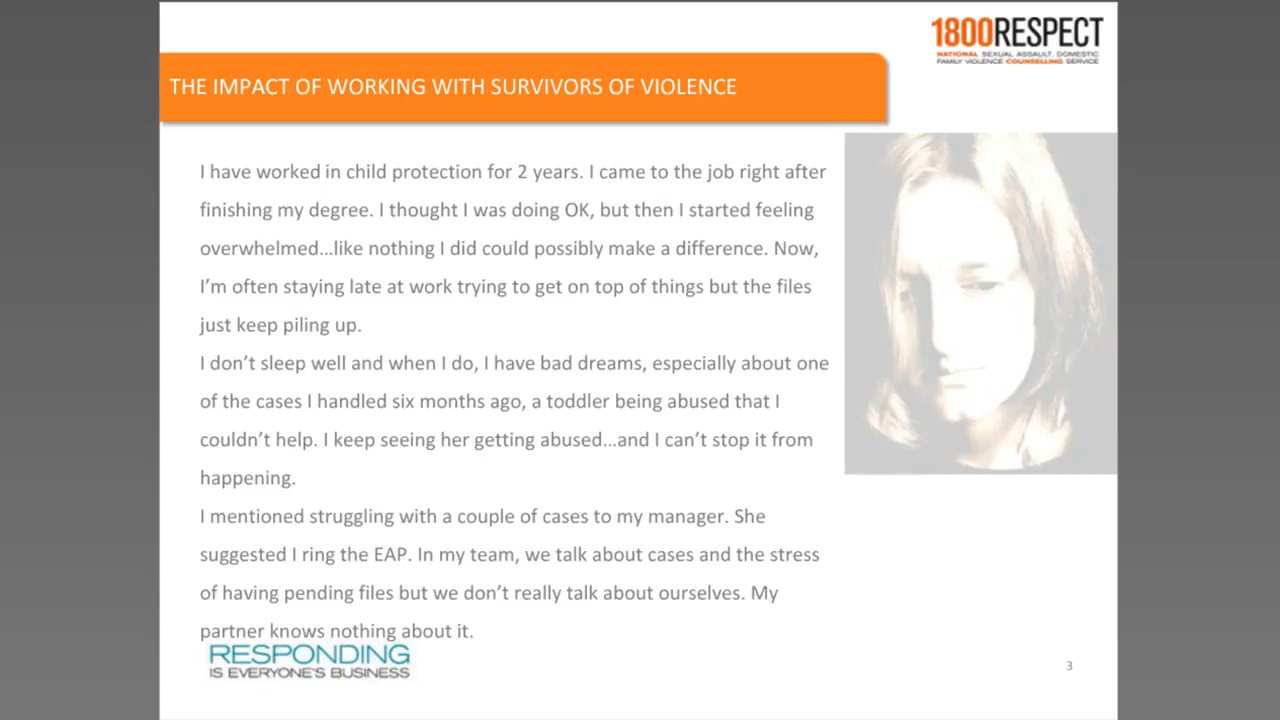 1800RESPECT
NATIONAL SEXUAL ASSAULT, DOMESTIC
FAMILY VIOLENCE COUNSELLING SERVICE
THE IMPACT OF WORKING WITH SURVIVORS OF VIOLENCE
I have worked in child protection for 2 years. I came to the job right after
finishing my degree. I thought I was doing OK, but then I started feeling
overwhelmed…like nothing I did could possibly make a difference. Now,
I'm often staying late at work trying to get on top of things but the files
just keep piling up.
I don't sleep well and when I do, I have bad dreams, especially about one
of the cases I handled six months ago, a toddler being abused that I
couldn't help. I keep seeing her getting abused…and I can't stop it from
happening.
I mentioned struggling with a couple of cases to my manager. She
suggested I ring the EAP. In my team, we talk about cases and the stress
of having pending files but we don't really talk about ourselves. My
partner knows nothing about it.
RESPONDING
IS EVERYONE'S BUSINESS
3